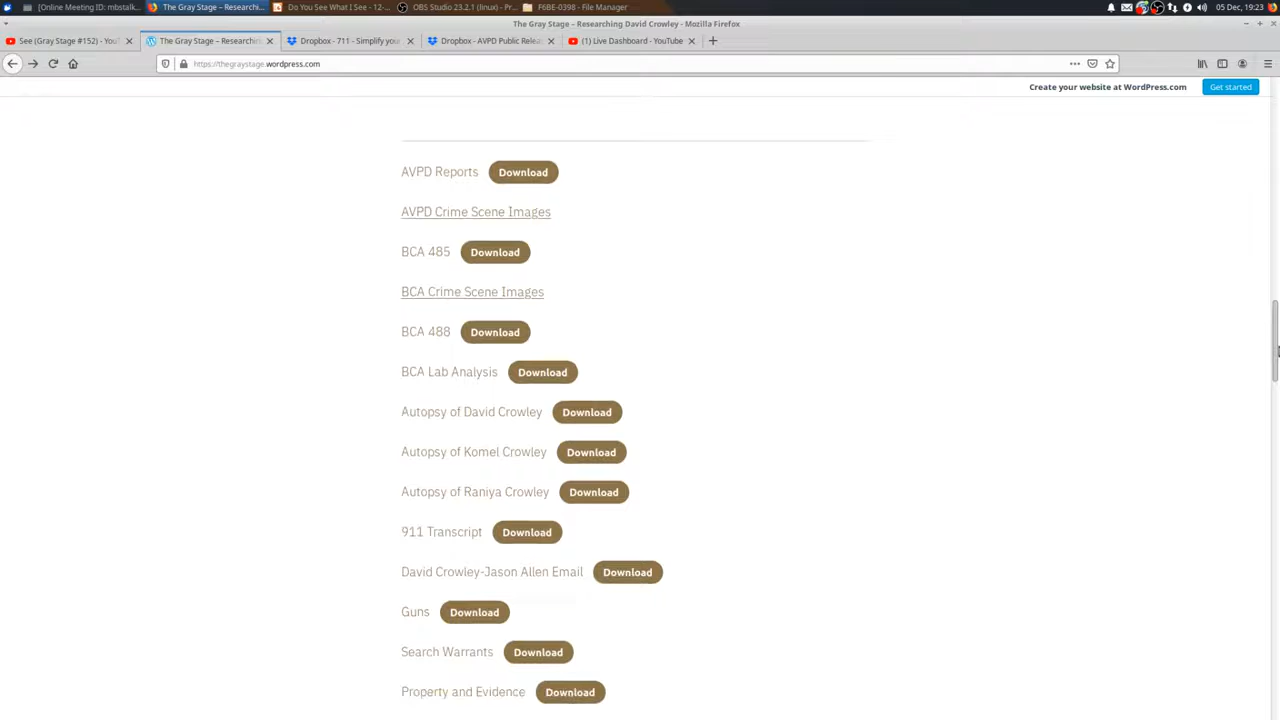 [Online Meeting ID: mbstalk...
The Gray Stage – Researchi...
Do You See What I See - 12-...
OBS Studio 23.2.1 (linux) - Pr...
F6BE-0398 - File Manager
05 Dec, 19:23
The Gray Stage – Researching David Crowley - Mozilla Firefox
See (Gray Stage #152) - You
The Gray Stage – Researchin
Dropbox - 711 - Simplify your
Dropbox - AVPD Public Relea
(1) Live Dashboard - YouTube
https://thegraystage.wordpress.com
Create your website at WordPress.com
Get started
AVPD Reports Download
AVPD Crime Scene Images
BCA 485 Download
BCA Crime Scene Images
BCA 488 Download
BCA Lab Analysis Download
Autopsy of David Crowley Download
Autopsy of Komel Crowley Download
Autopsy of Raniya Crowley Download
911 Transcript Download
David Crowley-Jason Allen Email Download
Guns Download
Search Warrants Download
Property and Evidence Download